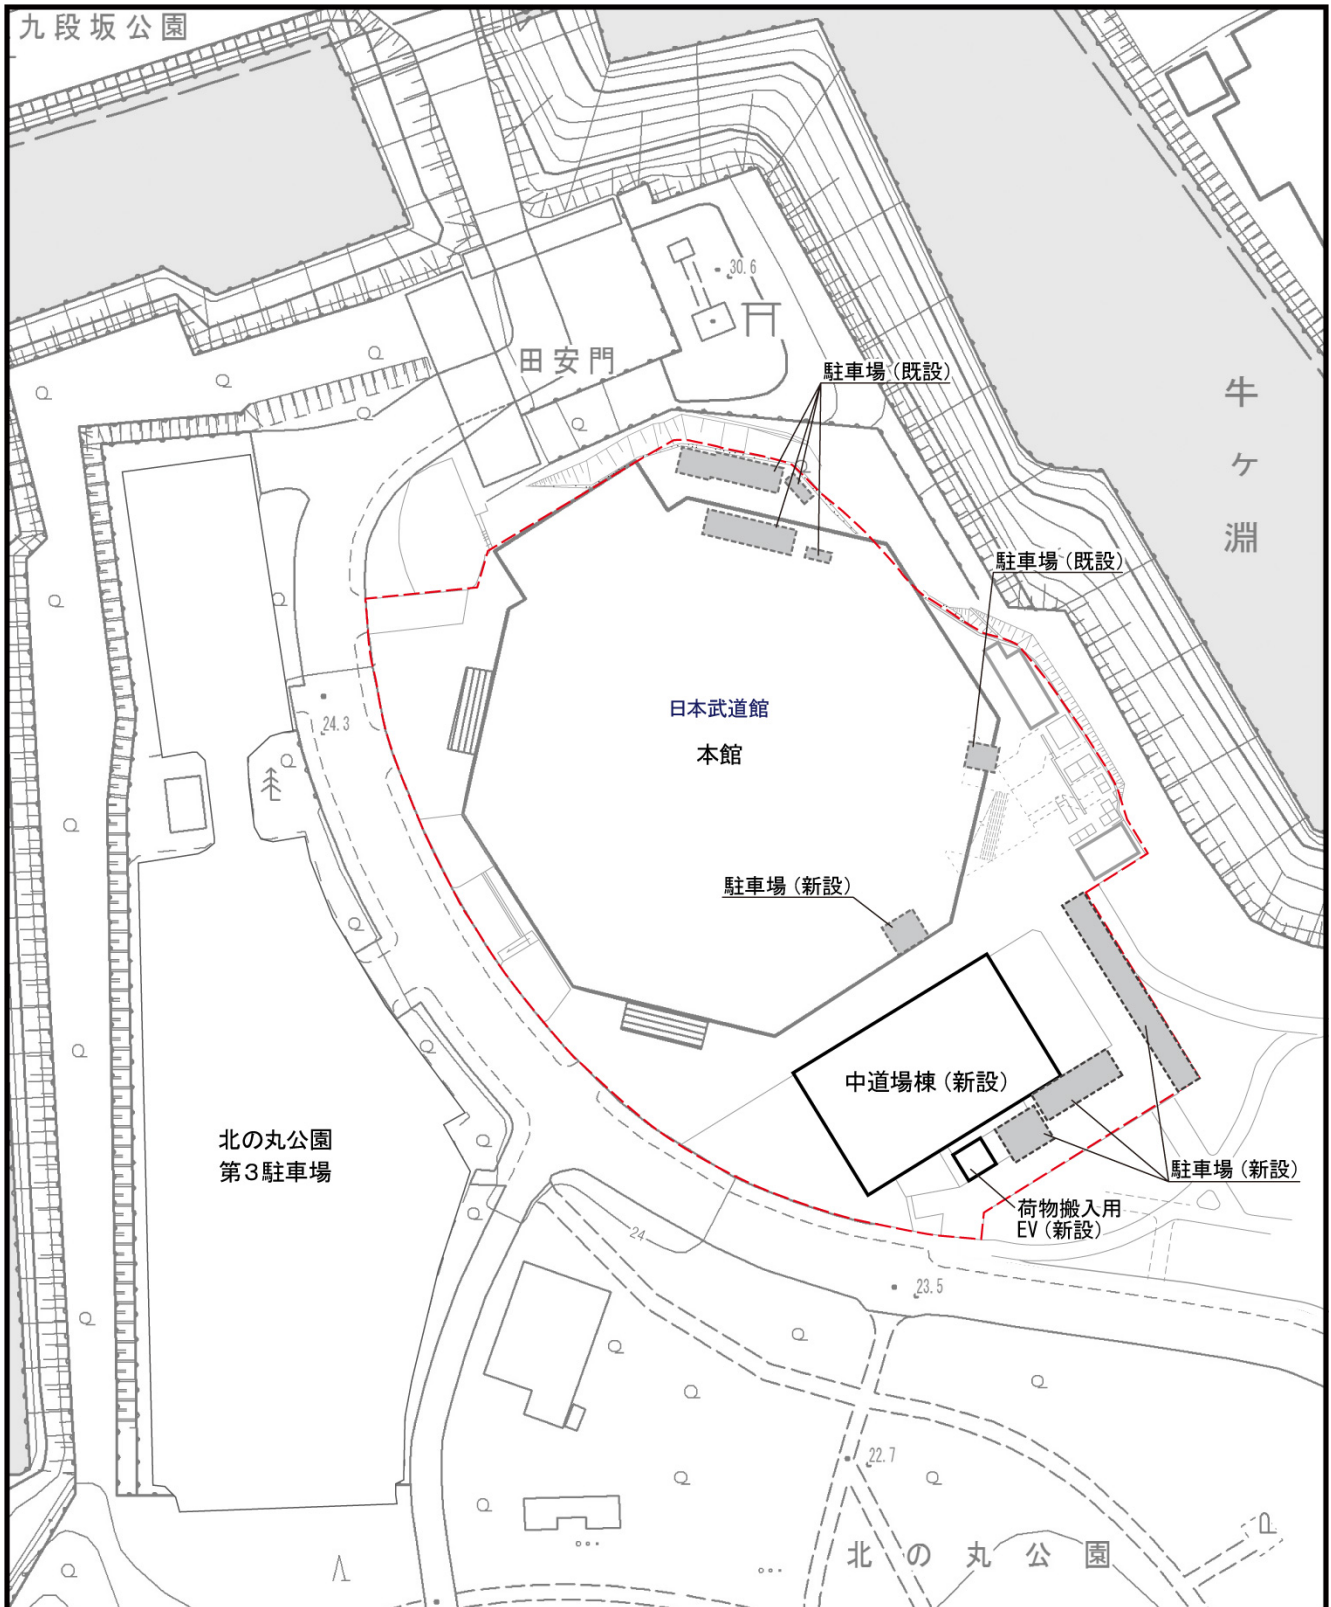 九段坂公園
30.6
田安門
駐車場(既設)
牛ヶ淵
駐車場(既設)
日本武道館
本館
24.3
駐車場(新設)
中道場棟(新設)
北の丸公園
第3駐車場
駐車場(新設)
荷物搬入用
EV(新設)
24
23.5
22.7
北の丸公園